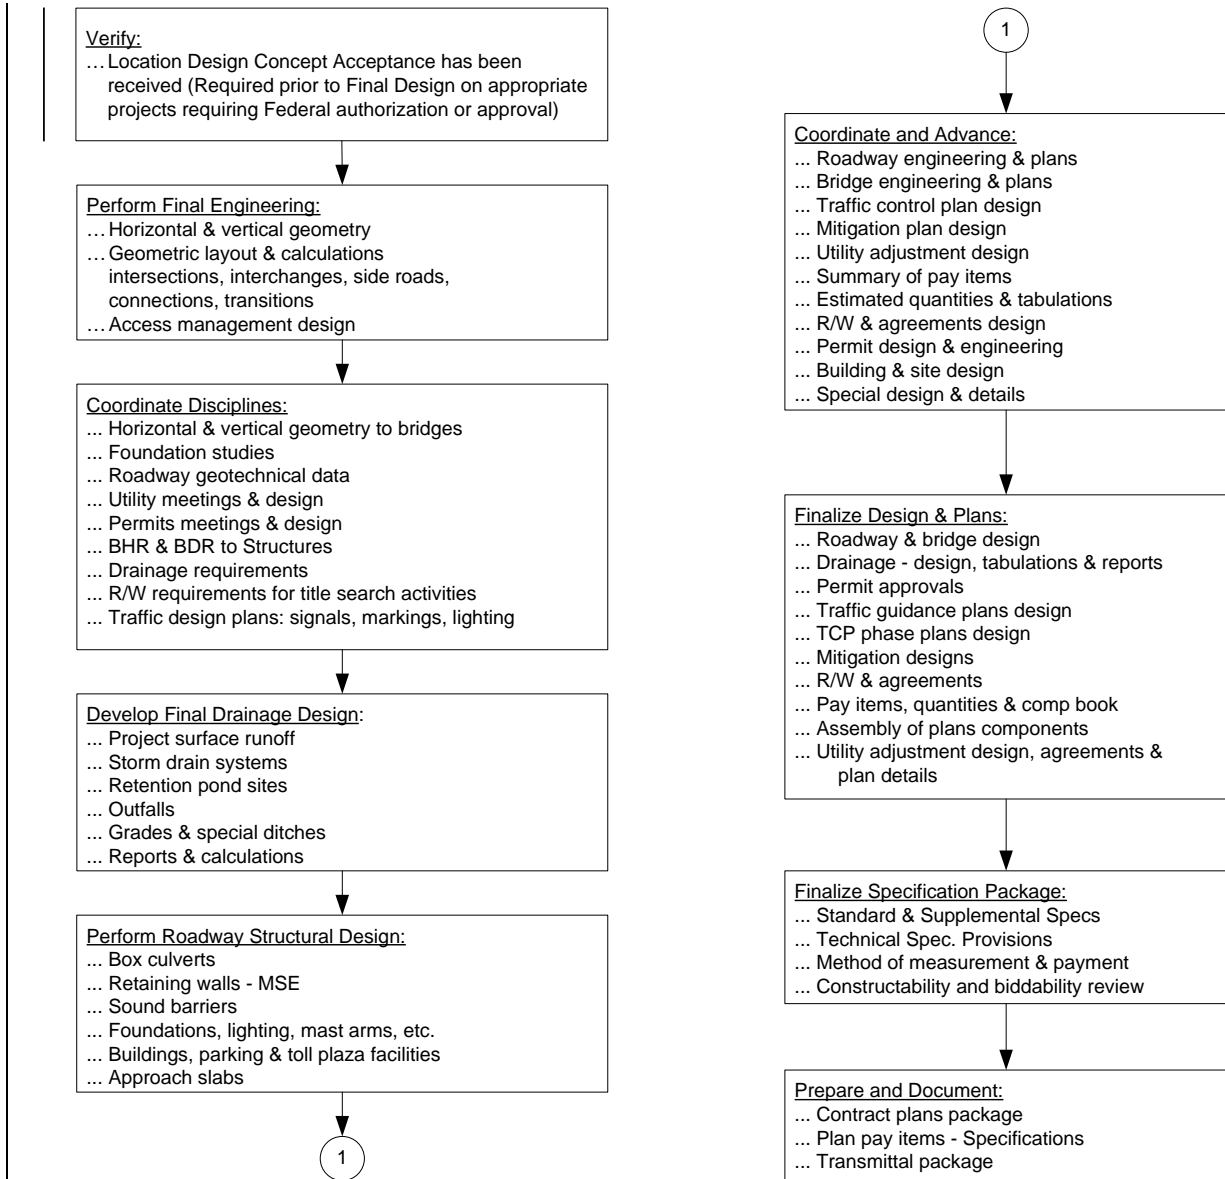 Verify:
…Location Design Concept Acceptance has been
received (Required prior to Final Design on appropriate
projects requiring Federal authorization or approval)
Perform Final Engineering:
…Horizontal & vertical geometry
…Geometric layout & calculations
intersections, interchanges, side roads,
connections, transitions
…Access management design
Coordinate Disciplines:
... Horizontal & vertical geometry to bridges
... Foundation studies
... Roadway geotechnical data
... Utility meetings & design
... Permits meetings & design
... BHR & BDR to Structures
... Drainage requirements
... R/W requirements for title search activities
... Traffic design plans: signals, markings, lighting
Develop Final Drainage Design:
... Project surface runoff
... Storm drain systems
... Retention pond sites
... Outfalls
... Grades & special ditches
... Reports & calculations
Perform Roadway Structural Design:
... Box culverts
... Retaining walls - MSE
... Sound barriers
... Foundations, lighting, mast arms, etc.
... Buildings, parking & toll plaza facilities
... Approach slabs
1
1
Coordinate and Advance:
... Roadway engineering & plans
... Bridge engineering & plans
... Traffic control plan design
... Mitigation plan design
... Utility adjustment design
... Summary of pay items
... Estimated quantities & tabulations
... R/W & agreements design
... Permit design & engineering
... Building & site design
... Special design & details
Finalize Design & Plans:
... Roadway & bridge design
... Drainage - design, tabulations & reports
... Permit approvals
... Traffic guidance plans design
... TCP phase plans design
... Mitigation designs
... R/W & agreements
... Pay items, quantities & comp book
... Assembly of plans components
... Utility adjustment design, agreements &
plan details
Finalize Specification Package:
... Standard & Supplemental Specs
... Technical Spec. Provisions
... Method of measurement & payment
... Constructability and biddability review
Prepare and Document:
... Contract plans package
... Plan pay items - Specifications
... Transmittal package